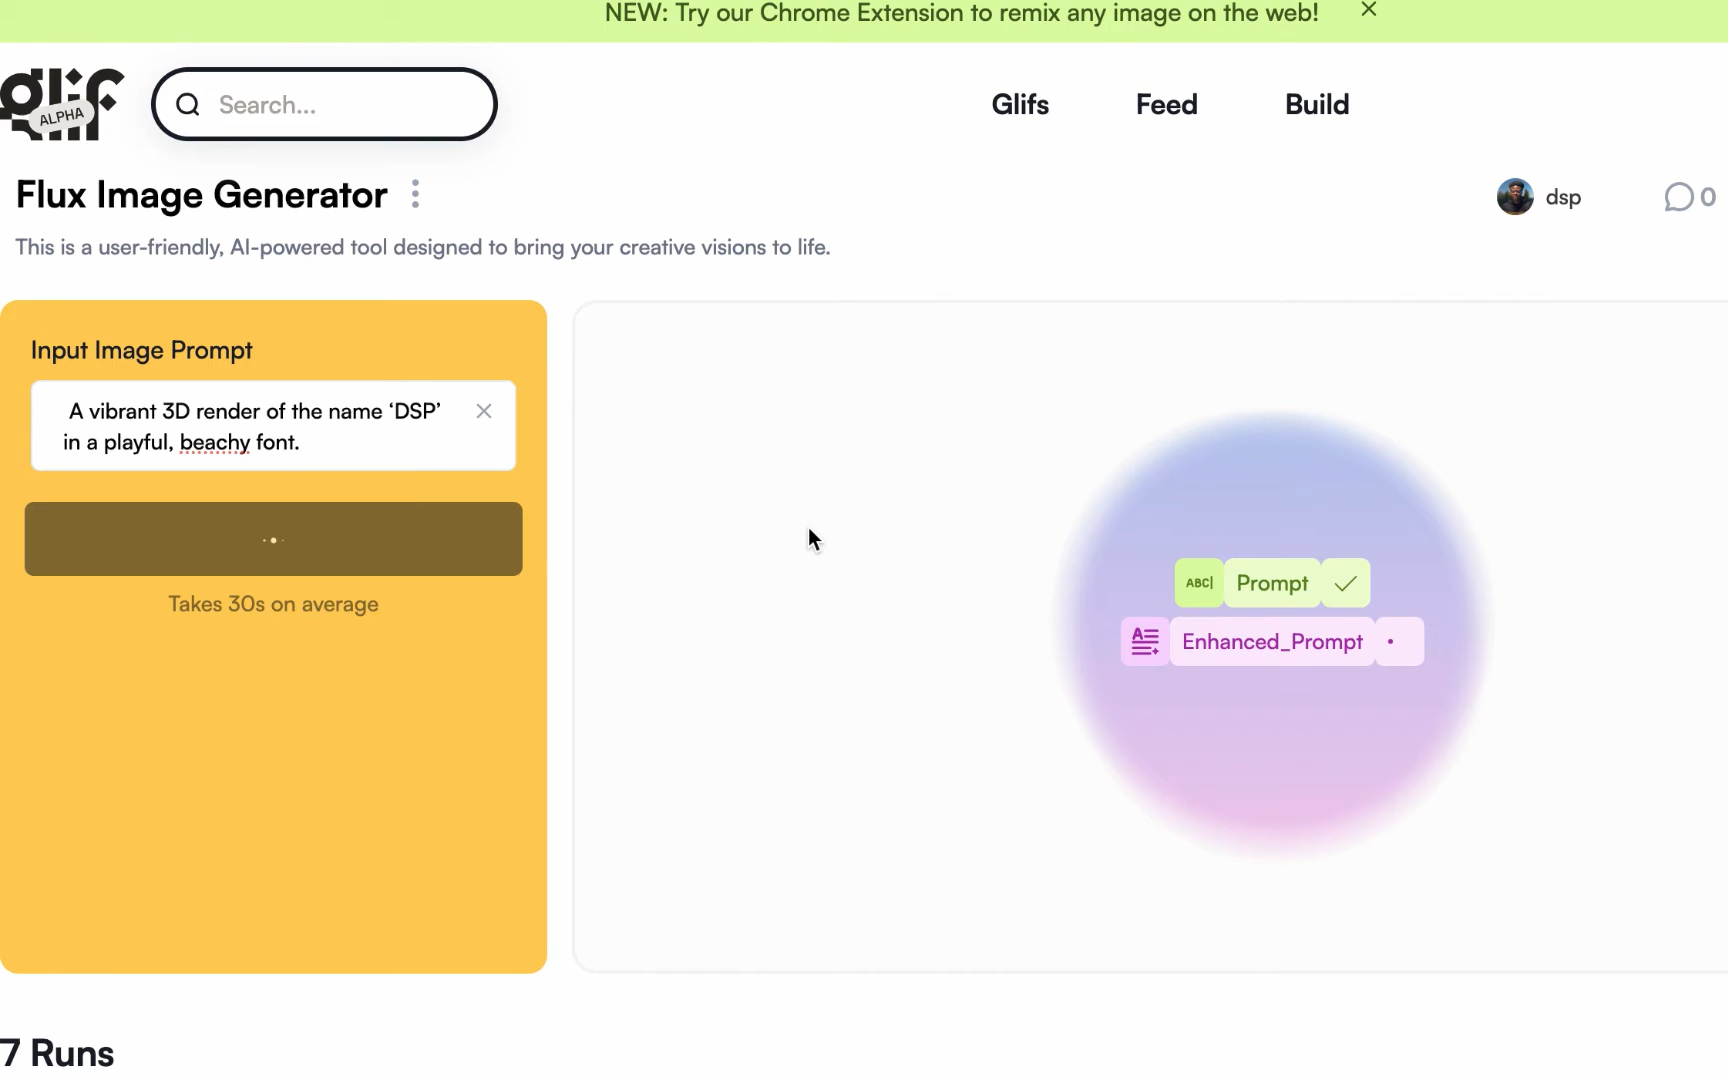 NEW: Try our Chrome Extension to remix any image on the web!
glif
ALPHA
Search...
Glifs
Feed
Build
Flux Image Generator
dsp
0
This is a user-friendly, AI-powered tool designed to bring your creative visions to life.
Input Image Prompt
A vibrant 3D render of the name ‘DSP’
in a playful, beachy font.
Takes 30s on average
ABC
Prompt
Enhanced_Prompt
7 Runs